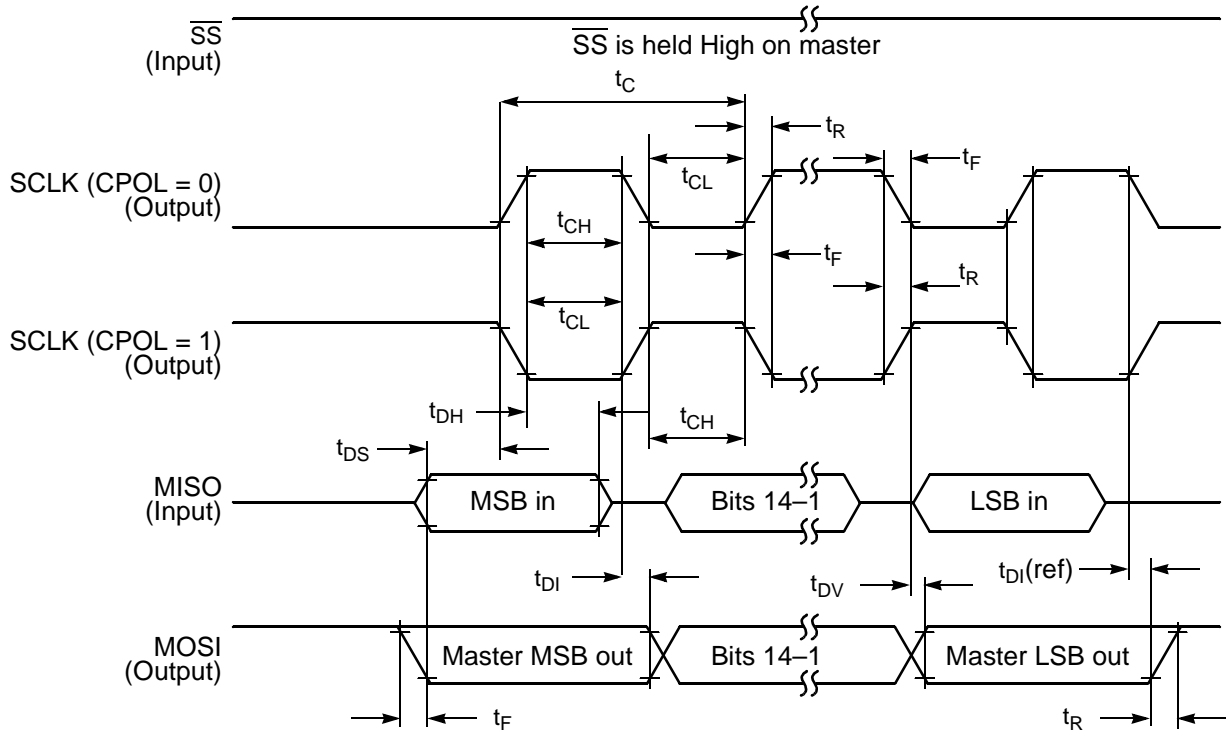 SS
(Input)
SS is held High on master
tC
tR
tCL
tF
SCLK (CPOL = 0)
(Output)
tCH
tF
tR
tCL
SCLK (CPOL = 1)
(Output)
tDH
tCH
tDS
MISO
(Input)
MSB in
Bits 14–1
LSB in
tDI
tDV
tDI(ref)
MOSI
(Output)
Master MSB out
Bits 14–1
Master LSB out
tF
tR